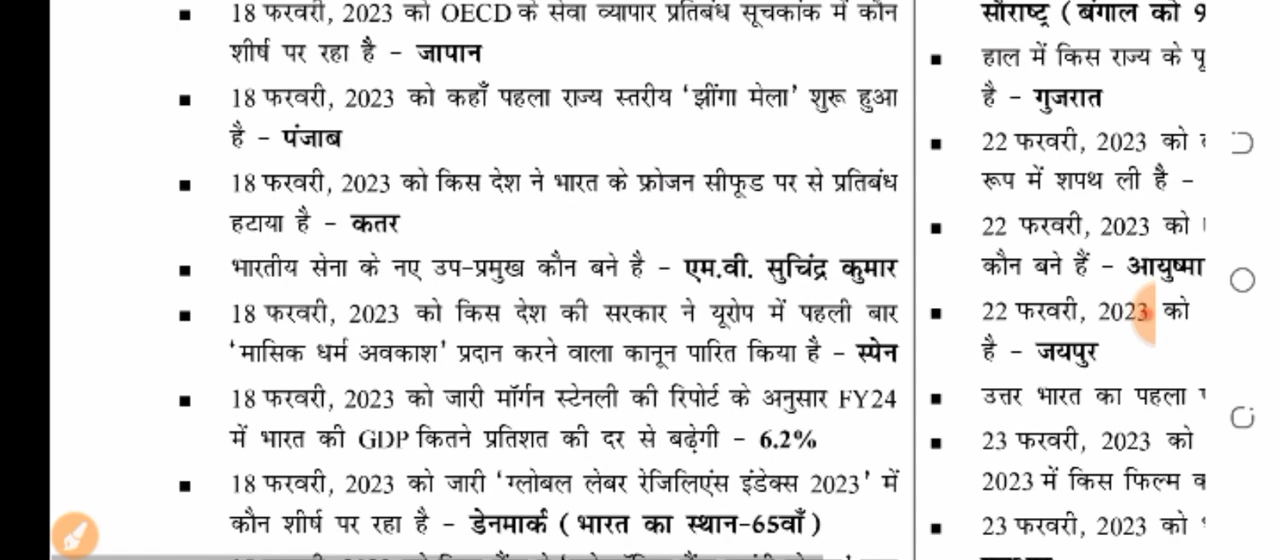 18 फरवरी, 2023 को OECD के सेवा व्यापार प्रतिबंध सूचकांक में कौन
शीर्ष पर रहा है - जापान
18 फरवरी, 2023 को कहाँ पहला राज्य स्तरीय 'झींगा मेला' शुरू हुआ
है - पंजाब
18 फरवरी, 2023 को किस देश ने भारत के फ्रोजन सीफूड पर से प्रतिबंध
हटाया है - कतर
भारतीय सेना के नए उप-प्रमुख कौन बने है - एम.वी. सुचिंद्र कुमार
18 फरवरी, 2023 को किस देश की सरकार ने यूरोप में पहली बार
'मासिक धर्म अवकाश' प्रदान करने वाला कानून पारित किया है - स्पेन
18 फरवरी, 2023 को जारी मॉर्गन स्टेनली की रिपोर्ट के अनुसार FY24
में भारत की GDP कितने प्रतिशत की दर से बढ़ेगी - 6.2%
18 फरवरी, 2023 को जारी 'ग्लोबल लेबर रेजिलिएंस इंडेक्स 2023' में
कौन शीर्ष पर रहा है - डेनमार्क (भारत का स्थान-65वाँ)
सौराष्ट्र (बंगाल को 9
हाल में किस राज्य के पृ
है - गुजरात
22 फरवरी, 2023 को
रूप में शपथ ली है -
22 फरवरी, 2023 को
कौन बने हैं - आयुष्मा
22 फरवरी, 2023 को
है - जयपुर
उत्तर भारत का पहला
23 फरवरी, 2023 को
2023 में किस फिल्म
23 फरवरी, 2023 को